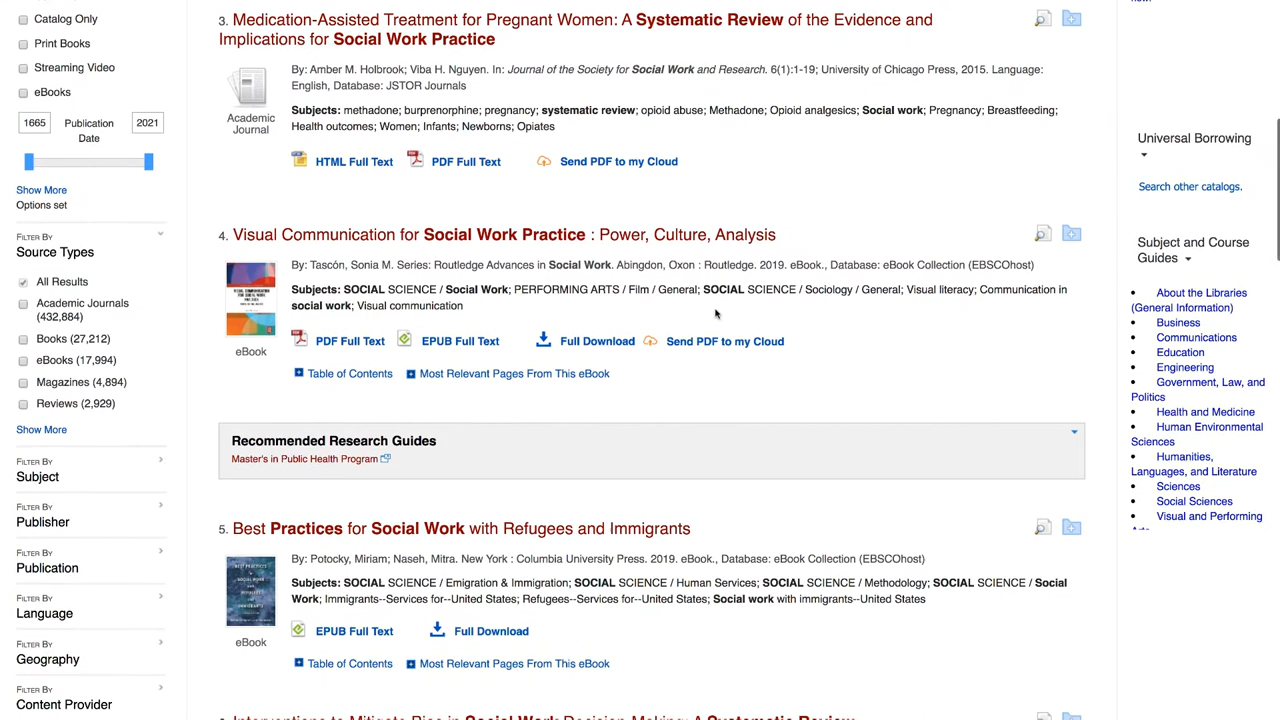 Catalog Only
Print Books
Streaming Video
eBooks
1665
Publication
Date
2021
Show More
Options set
FILTER BY
Source Types
All Results
Academic Journals
(432,884)
Books (27,212)
eBooks (17,994)
Magazines (4,894)
Reviews (2,929)
Show More
FILTER BY
Subject
FILTER BY
Publisher
FILTER BY
Publication
FILTER BY
Language
FILTER BY
Geography
FILTER BY
Content Provider
3. Medication-Assisted Treatment for Pregnant Women: A Systematic Review of the Evidence and
Implications for Social Work Practice
By: Amber M. Holbrook; Viba H. Nguyen. In: Journal of the Society for Social Work and Research. 6(1):1-19; University of Chicago Press, 2015. Language:
English, Database: JSTOR Journals
Academic
Journal
Subjects: methadone; burprenorphine; pregnancy; systematic review; opioid abuse; Methadone; Opioid analgesics; Social work; Pregnancy; Breastfeeding;
Health outcomes; Women; Infants; Newborns; Opiates
HTML Full Text PDF Full Text Send PDF to my Cloud
4. Visual Communication for Social Work Practice : Power, Culture, Analysis
By: Tascón, Sonia M. Series: Routledge Advances in Social Work. Abingdon, Oxon : Routledge. 2019. eBook., Database: eBook Collection (EBSCOhost)
Subjects: SOCIAL SCIENCE / Social Work; PERFORMING ARTS / Film / General; SOCIAL SCIENCE / Sociology / General; Visual literacy; Communication in
social work; Visual communication
eBook
PDF Full Text EPUB Full Text Full Download Send PDF to my Cloud
Table of Contents Most Relevant Pages From This eBook
Recommended Research Guides
Master's in Public Health Program
5. Best Practices for Social Work with Refugees and Immigrants
By: Potocky, Miriam; Naseh, Mitra. New York : Columbia University Press. 2019. eBook., Database: eBook Collection (EBSCOhost)
Subjects: SOCIAL SCIENCE / Emigration & Immigration; SOCIAL SCIENCE / Human Services; SOCIAL SCIENCE / Methodology; SOCIAL SCIENCE / Social
Work; Immigrants--Services for--United States; Refugees--Services for--United States; Social work with immigrants--United States
eBook
EPUB Full Text Full Download
Table of Contents Most Relevant Pages From This eBook
Interventions to Mitigate Bias in Social Work Decision-Making: A Systematic Review
Universal Borrowing
Search other catalogs.
Subject and Course
Guides
About the Libraries
(General Information)
Business
Communications
Education
Engineering
Government, Law, and
Politics
Health and Medicine
Human Environmental
Sciences
Humanities,
Languages, and Literature
Sciences
Social Sciences
Visual and Performing